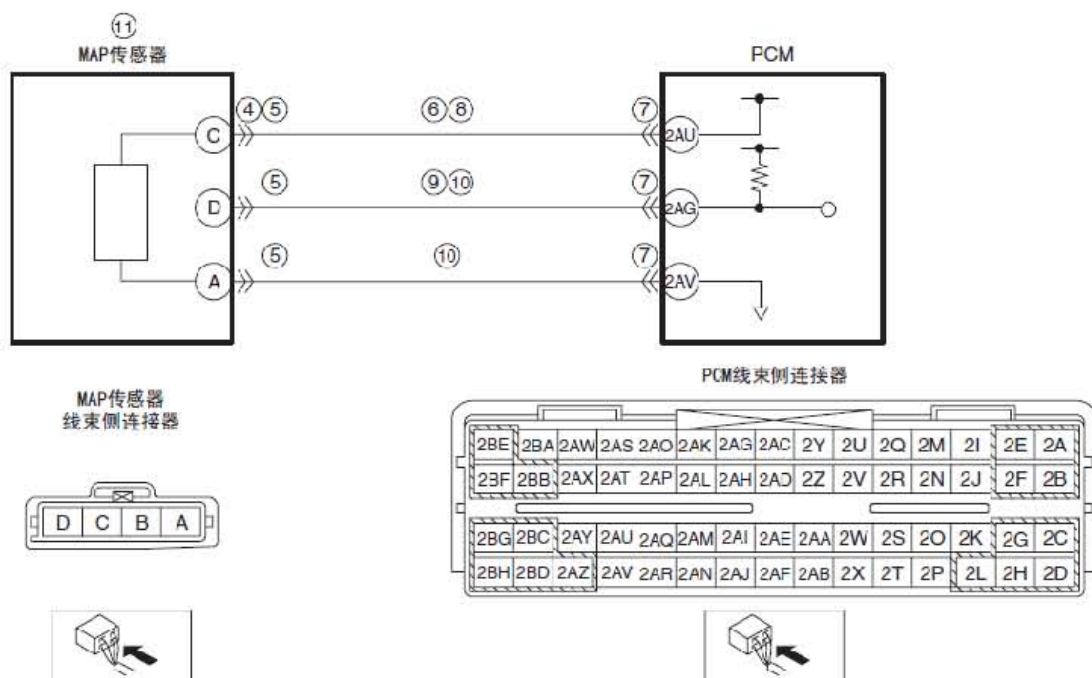 ⑪
MAP传感器
PCM
C ④⑤ ⑥⑧ ⑦ 2AU
D ⑤ ⑨⑩ ⑦ 2AG
A ⑤ ⑩ ⑦ 2AV
MAP传感器
线束侧连接器
D C B A
PCM线束侧连接器
2BE 2BA 2AW 2AS 2AO 2AK 2AG 2AC 2Y 2U 2Q 2M 2I 2E 2A
2BF 2BB 2AX 2AT 2AP 2AL 2AH 2AD 2Z 2V 2R 2N 2J 2F 2B
2BG 2BC 2AY 2AU 2AQ 2AM 2AI 2AE 2AA 2W 2S 2O 2K 2G 2C
2BH 2BD 2AZ 2AV 2AR 2AN 2AJ 2AF 2AB 2X 2T 2P 2L 2H 2D